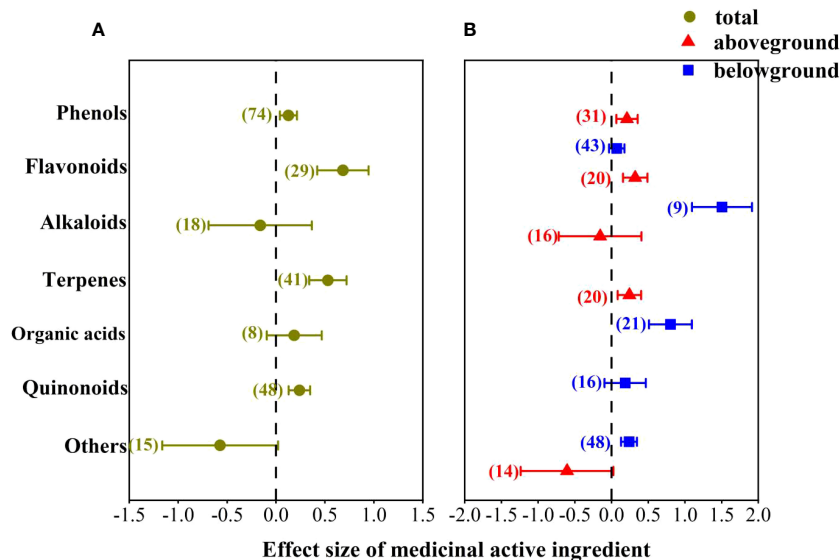 A
B
total
aboveground
belowground
Phenols
Flavonoids
Alkaloids
Terpenes
Organic acids
Quinonoids
Others
(74)
(29)
(18)
(41)
(8)
(48)
(15)
(31)
(43)
(20)
(9)
(16)
(20)
(21)
(16)
(48)
(14)
-1.5 -1.0 -0.5 0.0 0.5 1.0 1.5
-2.0 -1.5 -1.0 -0.5 0.0 0.5 1.0 1.5 2.0
Effect size of medicinal active ingredient